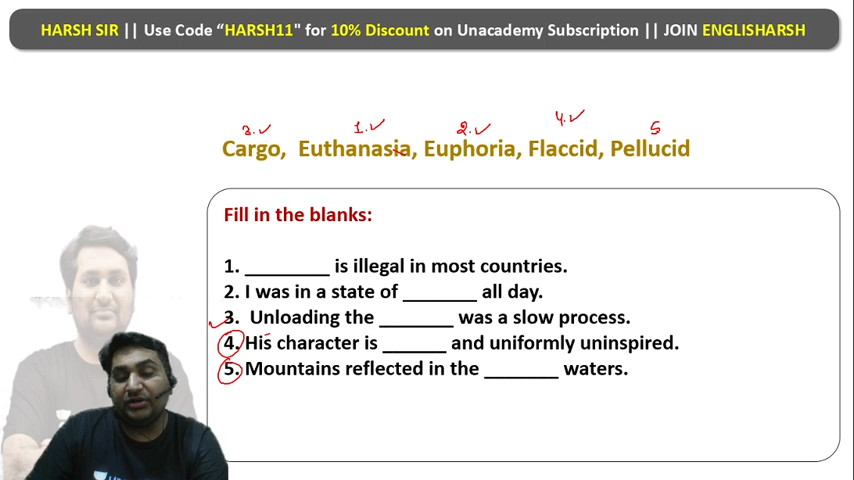 HARSH SIR || Use Code “HARSH11" for 10% Discount on Unacademy Subscription || JOIN ENGLISHARSH
3.✓ 1.✓ 2.✓ 4.✓ 5
Cargo, Euthanasia, Euphoria, Flaccid, Pellucid
Fill in the blanks:
1. ________ is illegal in most countries.
2. I was in a state of _______ all day.
3. Unloading the _______ was a slow process.
4. His character is ______ and uniformly uninspired.
5. Mountains reflected in the _______ waters.